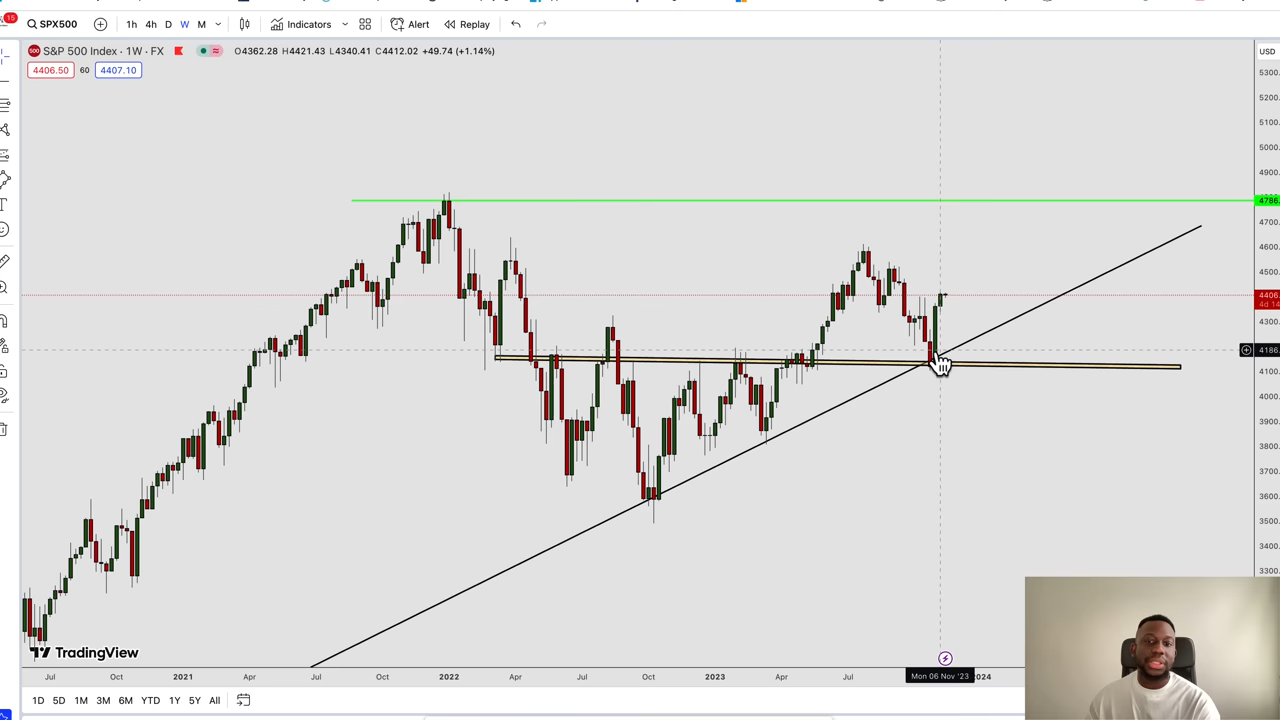 15
SPX500
1h 4h D W M
Indicators
Alert
Replay
500 S&P 500 Index · 1W · FX
O4362.28 H4421.43 L4340.41 C4412.02 +49.74 (+1.14%)
4406.50 60 4407.10
USD
5300.
5200.
5100.
5000.
4900.
4786.
4700.
4600.
4500.
4406.
4d 14
4300.
4186.
4100.
4000.
3900.
3800.
3700.
3600.
3500.
3400.
3300.
TradingView
Jul Oct 2021 Apr Jul Oct 2022 Apr Jul Oct 2023 Apr Jul Mon 06 Nov '23 2024
1D 5D 1M 3M 6M YTD 1Y 5Y All